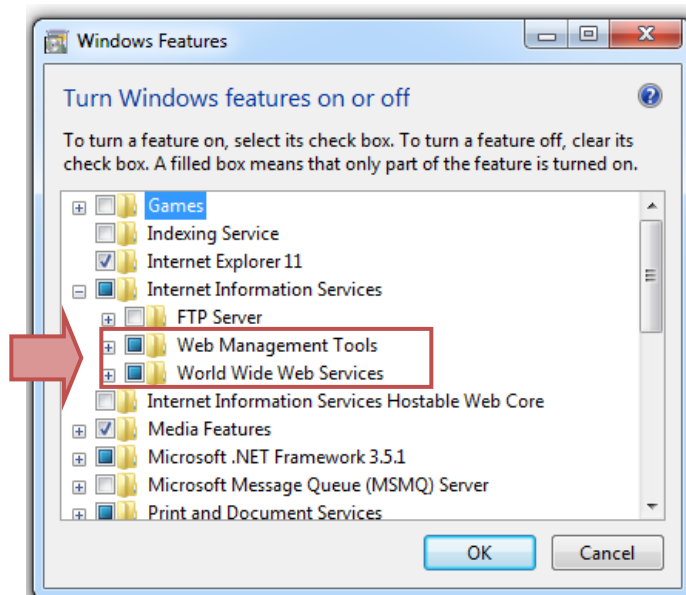 Windows Features
Turn Windows features on or off
To turn a feature on, select its check box. To turn a feature off, clear its
check box. A filled box means that only part of the feature is turned on.
Games
Indexing Service
Internet Explorer 11
Internet Information Services
FTP Server
Web Management Tools
World Wide Web Services
Internet Information Services Hostable Web Core
Media Features
Microsoft .NET Framework 3.5.1
Microsoft Message Queue (MSMQ) Server
Print and Document Services
OK Cancel